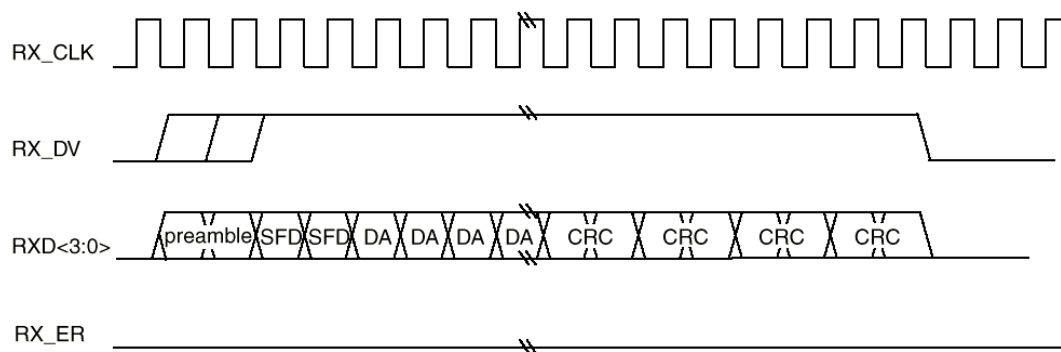 RX_CLK
RX_DV
RXD<3:0> preamble SFD SFD DA DA DA DA CRC CRC CRC CRC
RX_ER